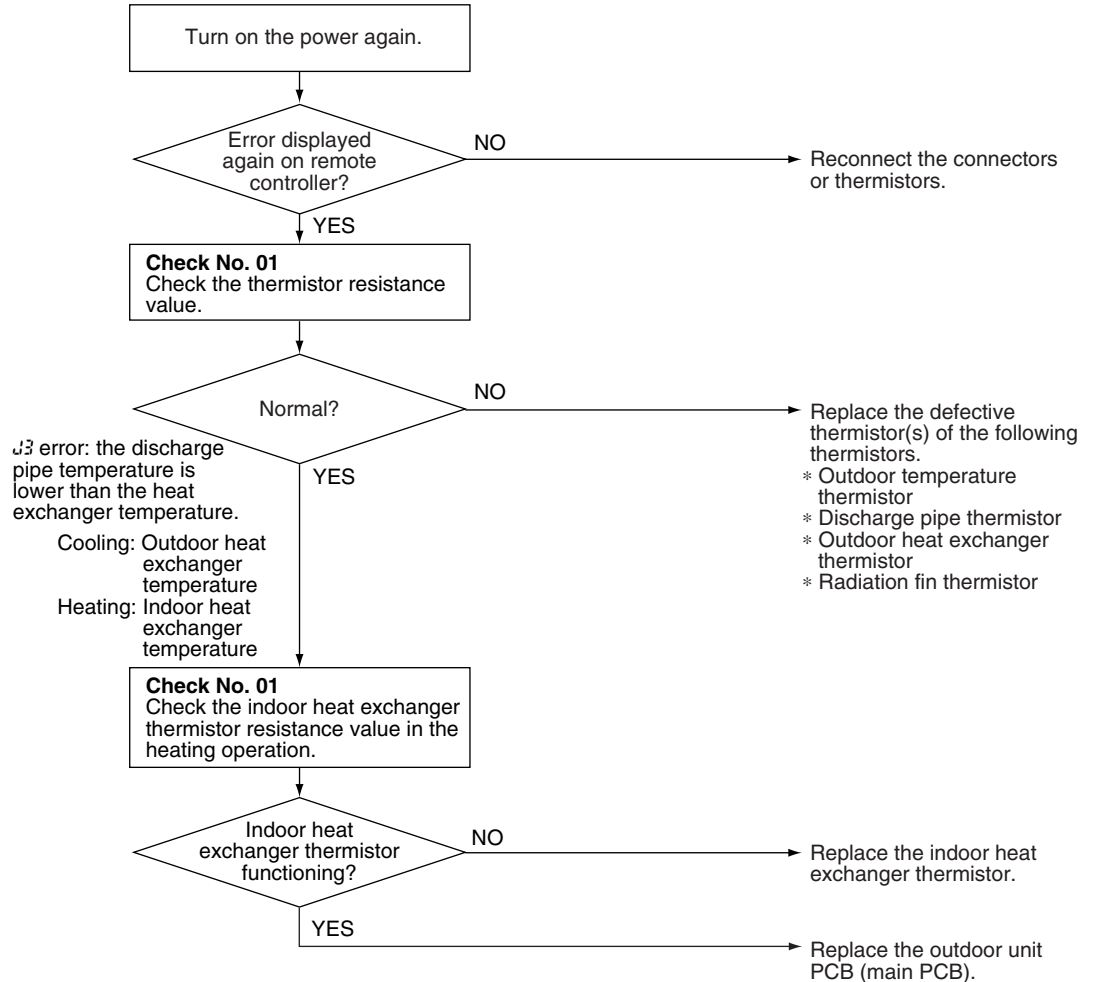 Turn on the power again.
Error displayed
again on remote
controller?
NO
Reconnect the connectors
or thermistors.
YES
Check No. 01
Check the thermistor resistance
value.
Normal?
NO
Replace the defective
thermistor(s) of the following
thermistors.
* Outdoor temperature
thermistor
* Discharge pipe thermistor
* Outdoor heat exchanger
thermistor
* Radiation fin thermistor
YES
J3 error: the discharge
pipe temperature is
lower than the heat
exchanger temperature.
Cooling: Outdoor heat
exchanger
temperature
Heating: Indoor heat
exchanger
temperature
Check No. 01
Check the indoor heat exchanger
thermistor resistance value in the
heating operation.
Indoor heat
exchanger thermistor
functioning?
NO
Replace the indoor heat
exchanger thermistor.
YES
Replace the outdoor unit
PCB (main PCB).